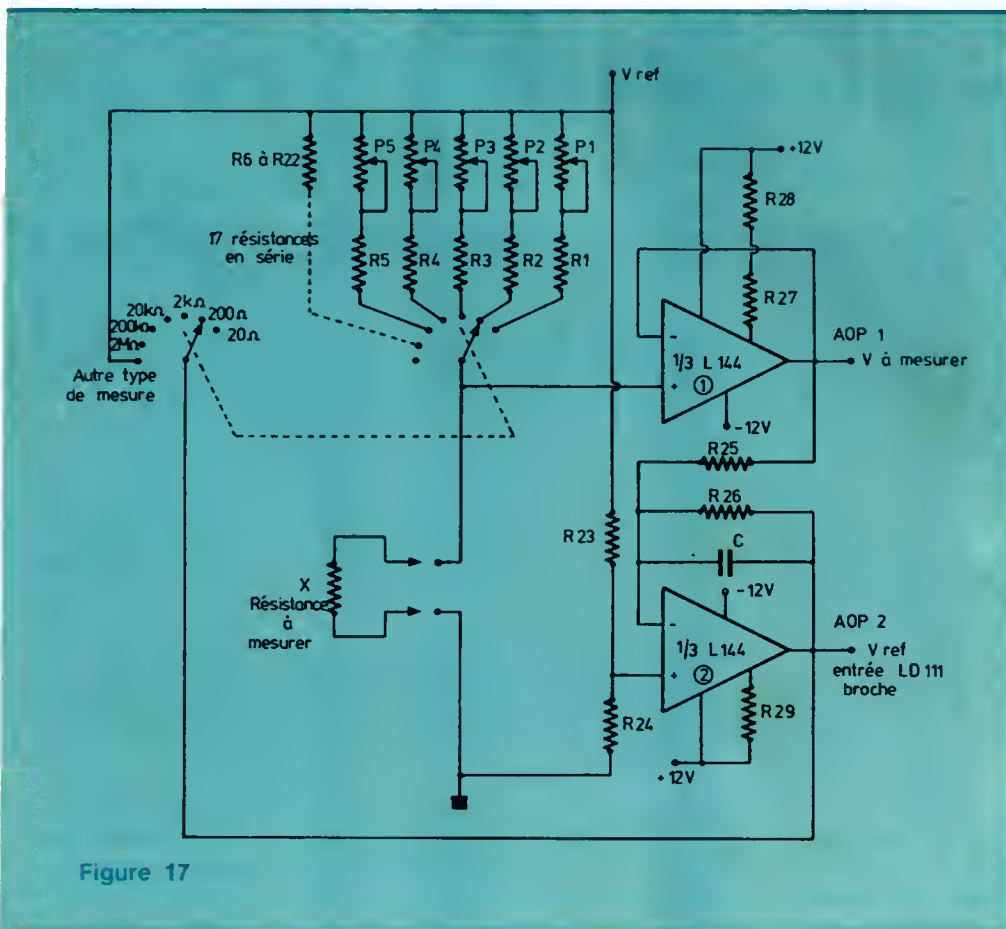 V ref
R6 à R22
P5
P4
P3
P2
P1
+12V
R28
17 résistances
en série
R5
R4
R3
R2
R1
R27
20kΩ
2kΩ
200Ω
200kΩ
20Ω
2MΩ
Autre type
de mesure
-
+
1/3 L 144
①
AOP 1
V à mesurer
-12V
R25
R26
C
R23
X
Résistance
à
mesurer
-12V
-
+
1/3 L 144
②
AOP 2
V ref
entrée LD 111
broche
R24
R29
+12V
Figure 17